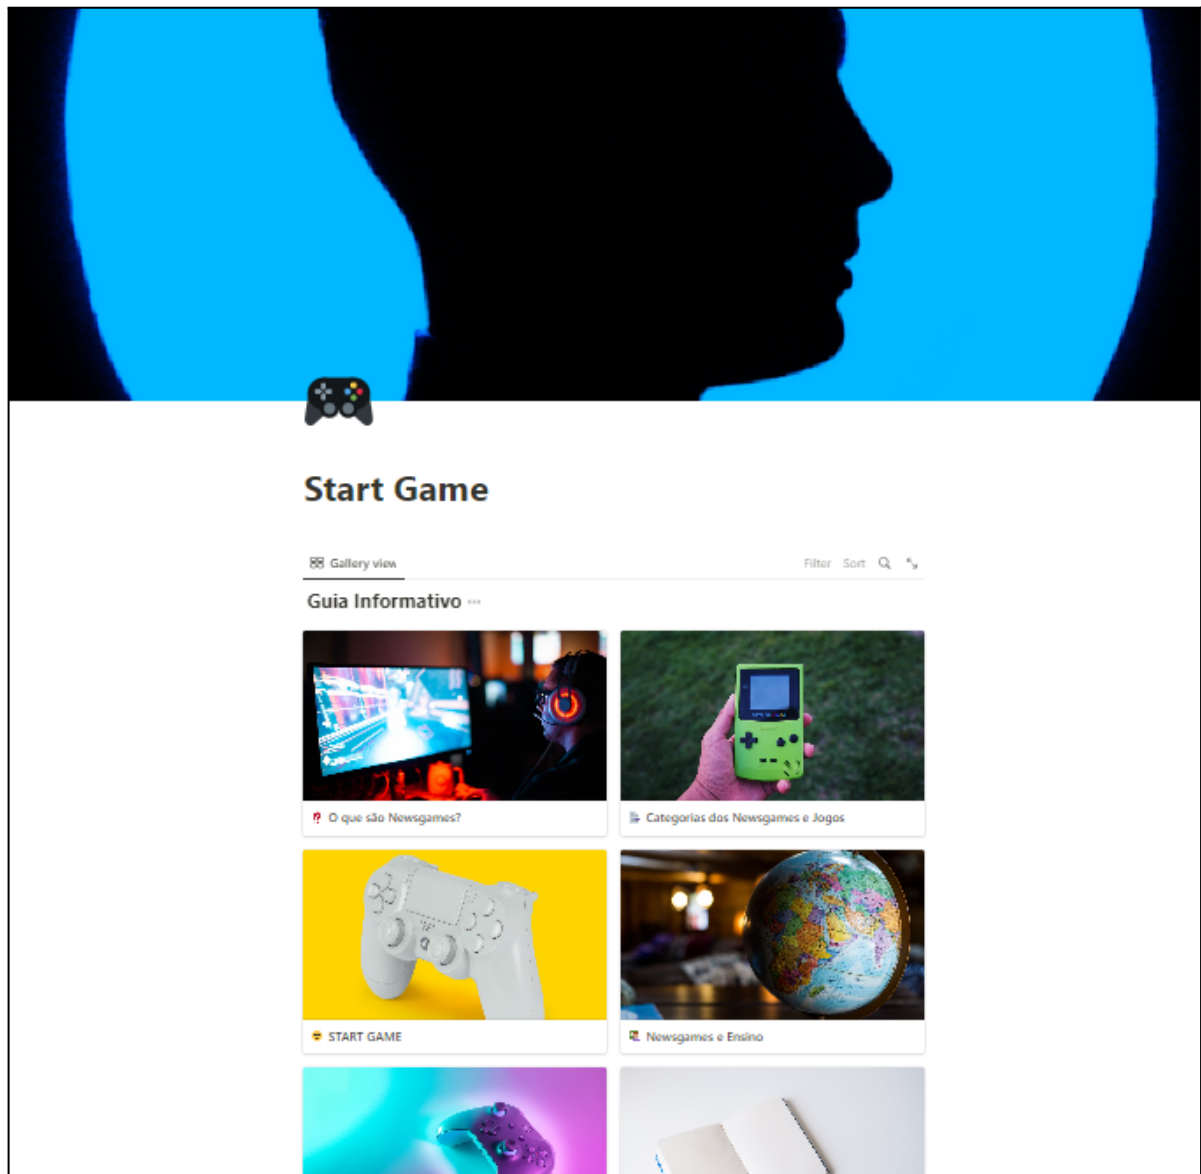 Start Game
Gallery view
Filter Sort
Guia Informativo
O que são Newsgames?
Categorias dos Newsgames e Jogos
START GAME
Newsgames e Ensino